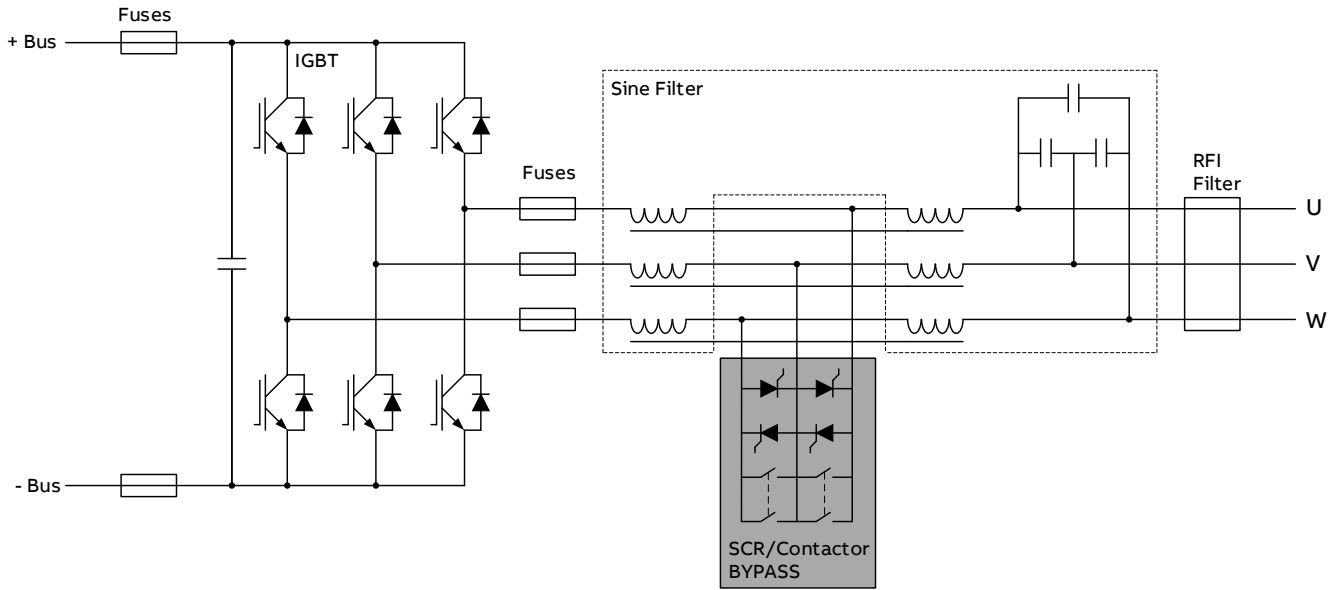 Fuses
+ Bus
IGBT
Sine Filter
RFI
Filter
Fuses
U
V
W
- Bus
SCR/Contactor
BYPASS